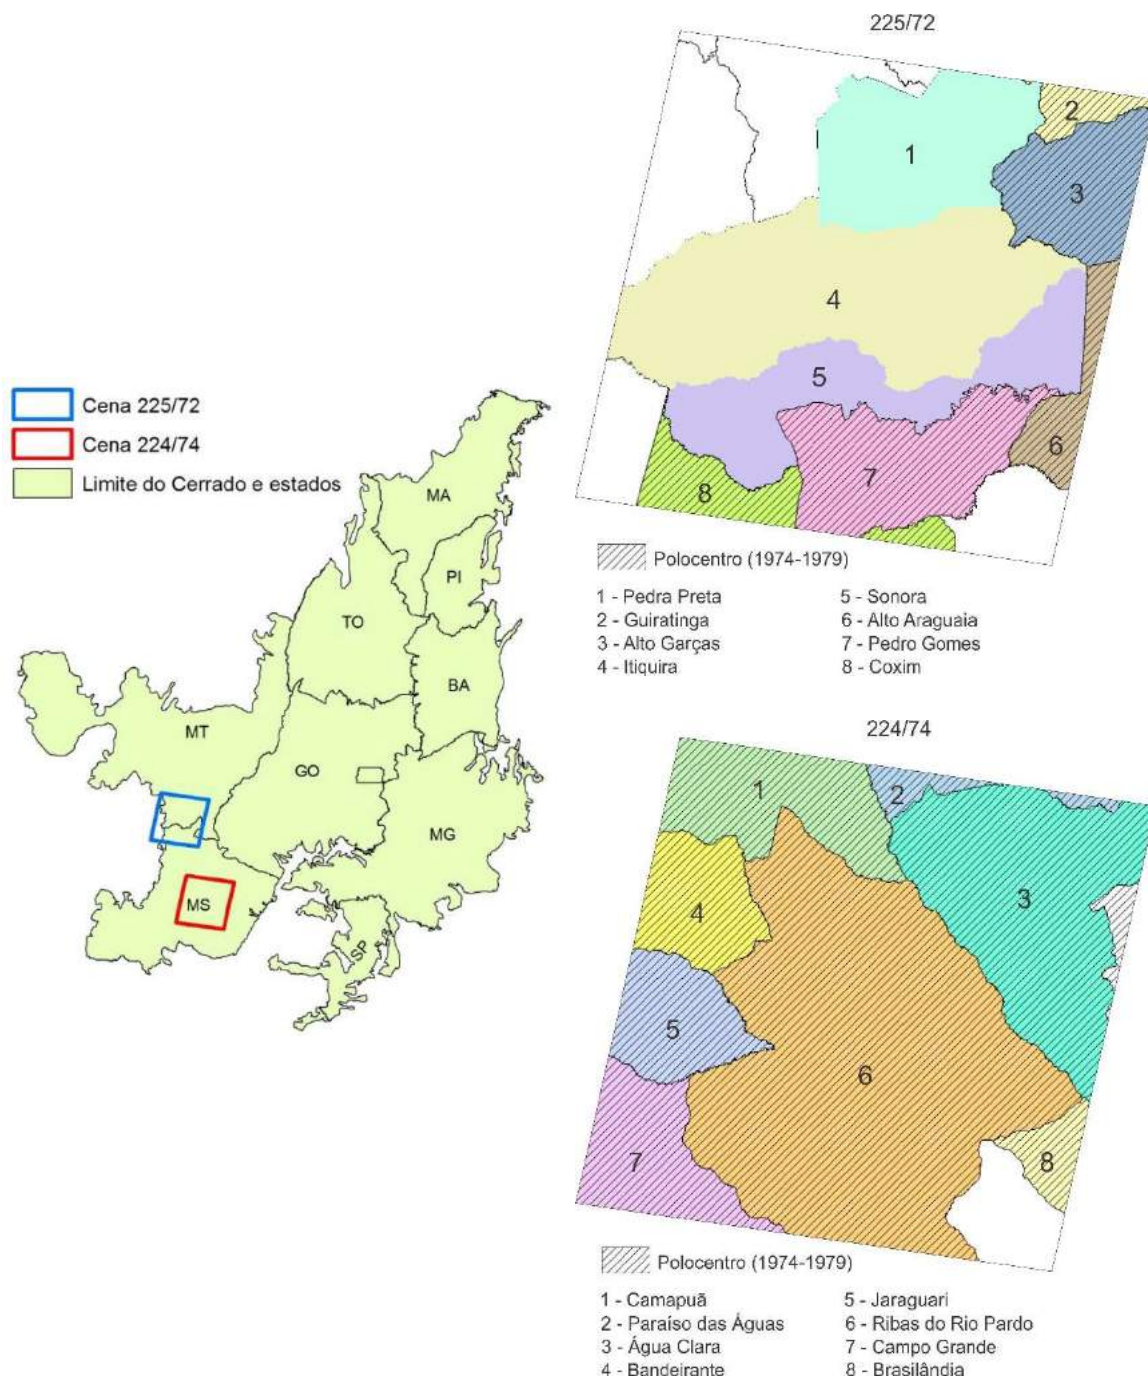 Cena 225/72
Cena 224/74
Limite do Cerrado e estados
MA
PI
TO
BA
MT
GO
MG
MS
SP
225/72
1
2
3
4
5
6
7
8
Polocentro (1974-1979)
1 - Pedra Preta
2 - Guiratinga
3 - Alto Garças
4 - Itiquira
5 - Sonora
6 - Alto Araguaia
7 - Pedro Gomes
8 - Coxim
224/74
1
2
3
4
5
6
7
8
Polocentro (1974-1979)
1 - Camapuã
2 - Paraíso das Águas
3 - Água Clara
4 - Bandeirante
5 - Jaraguari
6 - Ribas do Rio Pardo
7 - Campo Grande
8 - Brasilândia